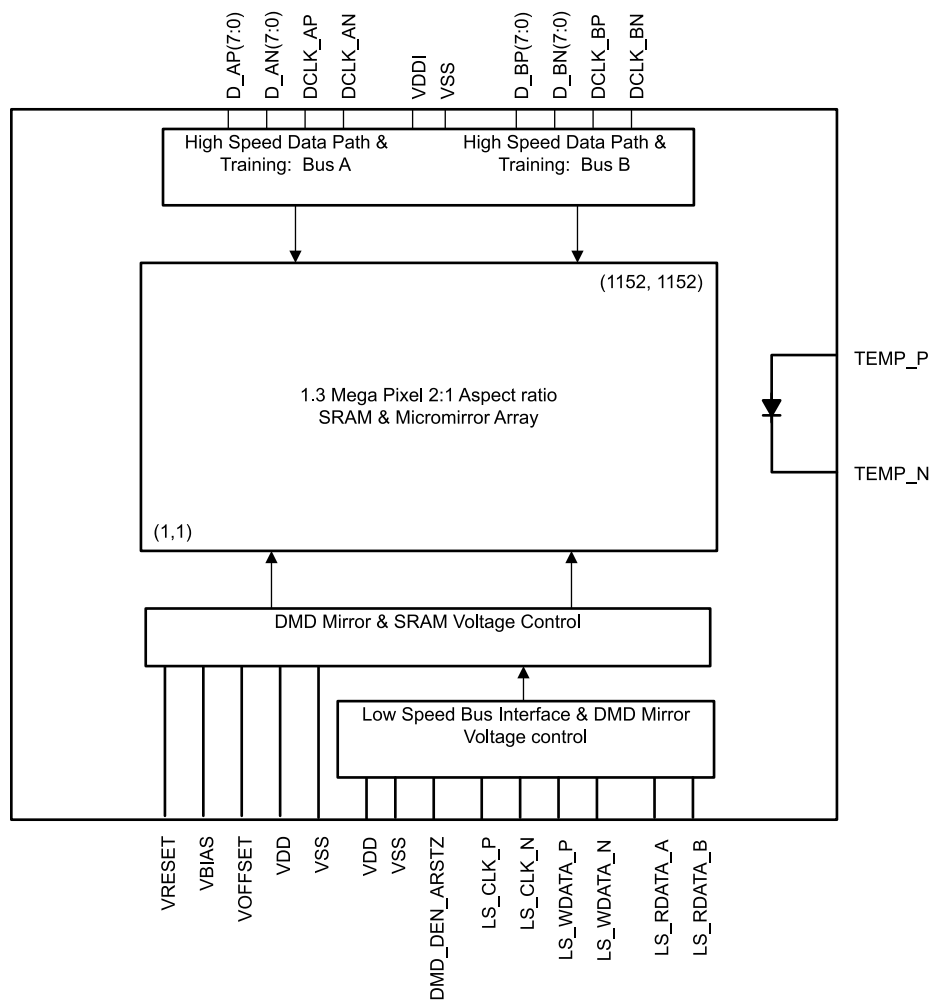 D_AP(7:0)
D_AN(7:0)
DCLK_AP
DCLK_AN
VDDI
VSS
D_BP(7:0)
D_BN(7:0)
DCLK_BP
DCLK_BN
High Speed Data Path &
Training: Bus A
High Speed Data Path &
Training: Bus B
(1152, 1152)
1.3 Mega Pixel 2:1 Aspect ratio
SRAM & Micromirror Array
(1,1)
TEMP_P
TEMP_N
DMD Mirror & SRAM Voltage Control
Low Speed Bus Interface & DMD Mirror
Voltage control
VRESET
VBIAS
VOFFSET
VDD
VSS
VDD
VSS
DMD_DEN_ARSTZ
LS_CLK_P
LS_CLK_N
LS_WDATA_P
LS_WDATA_N
LS_RDATA_A
LS_RDATA_B